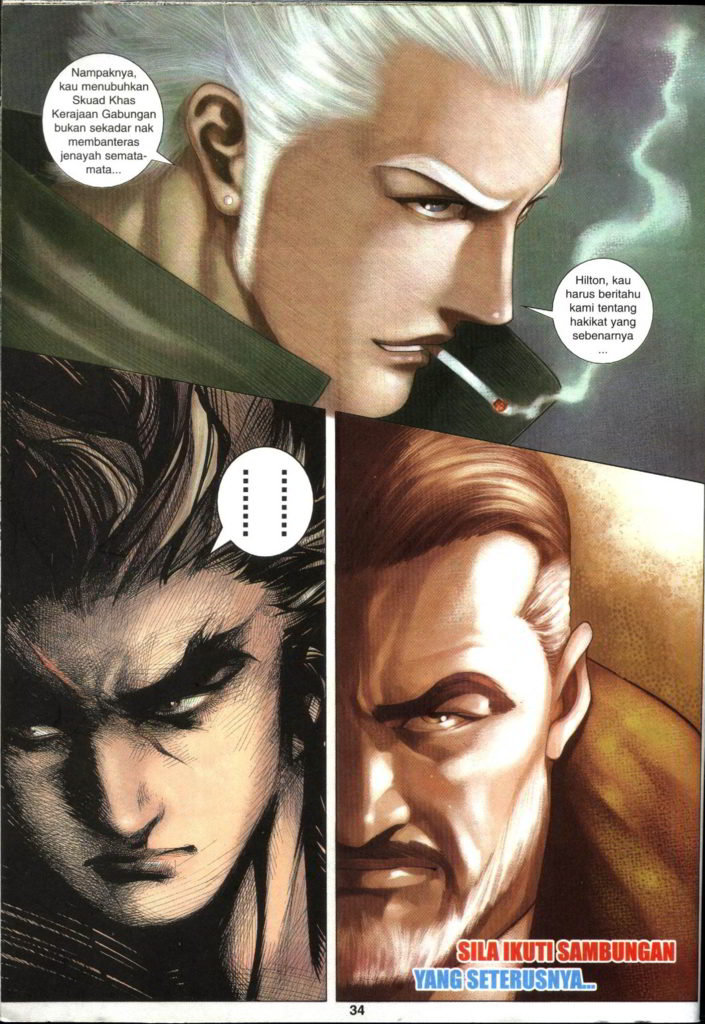 Nampaknya,
kau menubuhkan
Skuad Khas
Kerajaan Gabungan
bukan sekadar nak
membanteras
jenayah semata-
mata...
Hilton, kau
harus beritahu
kami tentang
hakikat yang
sebenarnya
...
SILA IKUTI SAMBUNGAN
YANG SETERUSNYA...
34